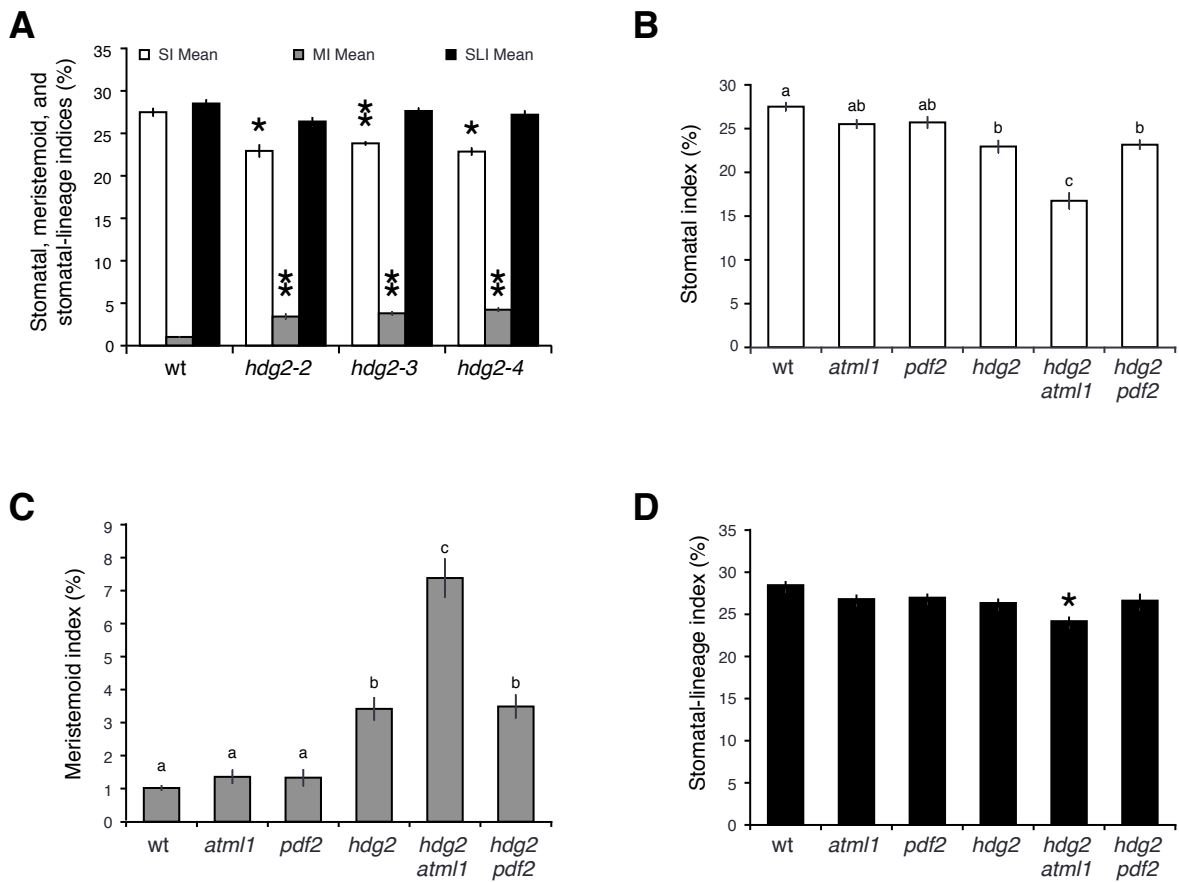 A
Stomatal, meristemoid, and
stomatal-lineage indices (%)
35
30
25
20
15
10
5
0
SI Mean MI Mean SLI Mean
* ** *
** ** **
wt hdg2-2 hdg2-3 hdg2-4
B
Stomatal index (%)
30
25
20
15
10
5
0
a ab ab b c b
wt atml1 pdf2 hdg2 hdg2 hdg2
atml1 pdf2
C
Meristemoid index (%)
9
8
7
6
5
4
3
2
1
0
a a a b c b
wt atml1 pdf2 hdg2 hdg2 hdg2
atml1 pdf2
D
Stomatal-lineage index (%)
35
30
25
20
15
10
5
0
*
wt atml1 pdf2 hdg2 hdg2 hdg2
atml1 pdf2